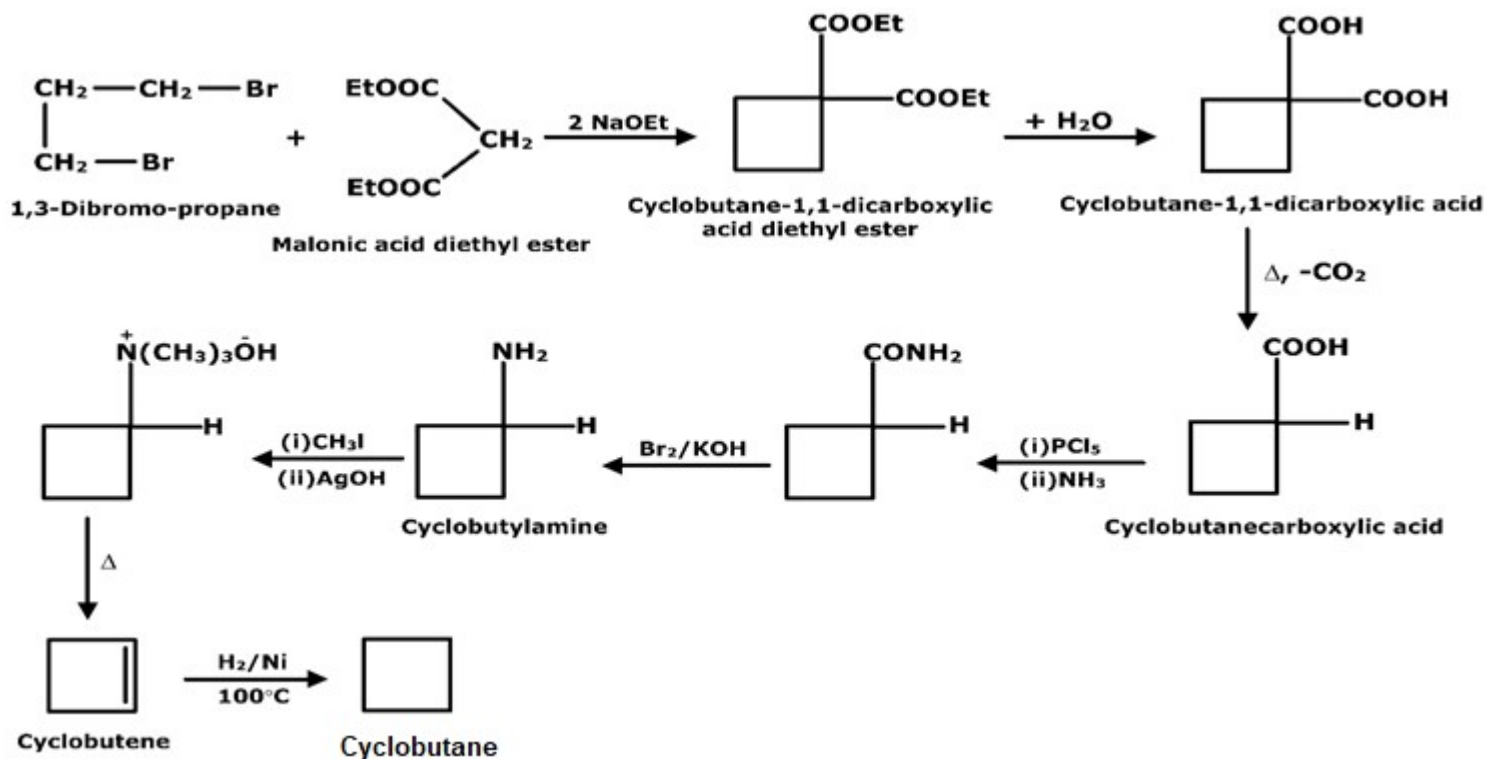 CH₂—CH₂—Br
CH₂—Br
1,3-Dibromo-propane
+
EtOOC
CH₂
EtOOC
Malonic acid diethyl ester
2 NaOEt
COOEt
COOEt
Cyclobutane-1,1-dicarboxylic
acid diethyl ester
+ H₂O
COOH
COOH
Cyclobutane-1,1-dicarboxylic acid
Δ, -CO₂
COOH
H
Cyclobutanecarboxylic acid
(i)PCl₅
(ii)NH₃
CONH₂
H
Br₂/KOH
NH₂
H
Cyclobutylamine
(i)CH₃I
(ii)AgOH
N⁺(CH₃)₃ŌH
H
Δ
Cyclobutene
H₂/Ni
100°C
Cyclobutane